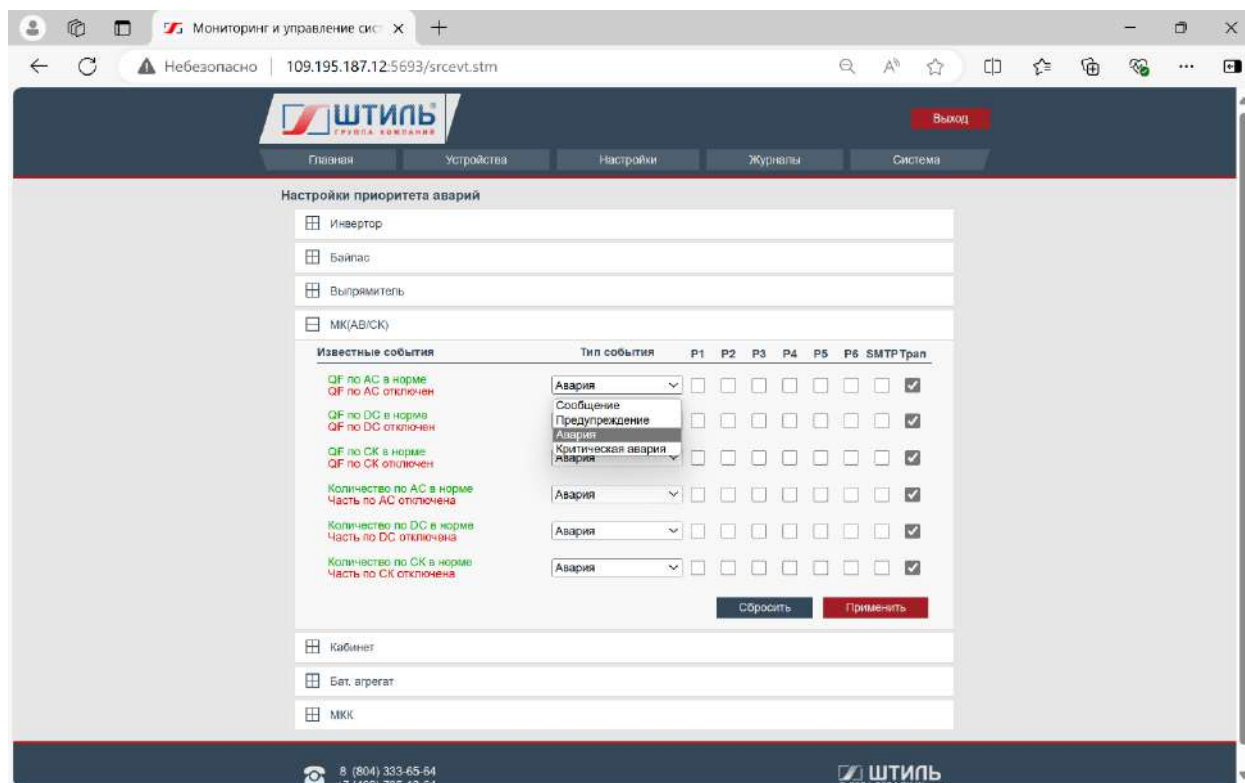 Мониторинг и управление сис
Небезопасно
109.195.187.12:5693/srcevt.stm
ШТИЛЬ
ГРУППА КОМПАНИЙ
Выход
Главная Устройства Настройки Журналы Система
Настройки приоритета аварий
Инвертор
Байпас
Выпрямитель
МК(АВ/СК)
Известные события Тип события P1 P2 P3 P4 P5 P6 SMTP Трап
QF по AC в норме
QF по AC отключен
Авария
Сообщение
Предупреждение
Авария
Критическая авария
QF по DC в норме
QF по DC отключен
QF по СК в норме
QF по СК отключен
Авария
Количество по AC в норме
Часть по AC отключена
Авария
Количество по DC в норме
Часть по DC отключена
Авария
Количество по СК в норме
Часть по СК отключена
Авария
Сбросить Применить
Кабинет
Бат. агрегат
МКК
8 (804) 333-65-64
ШТИЛЬ